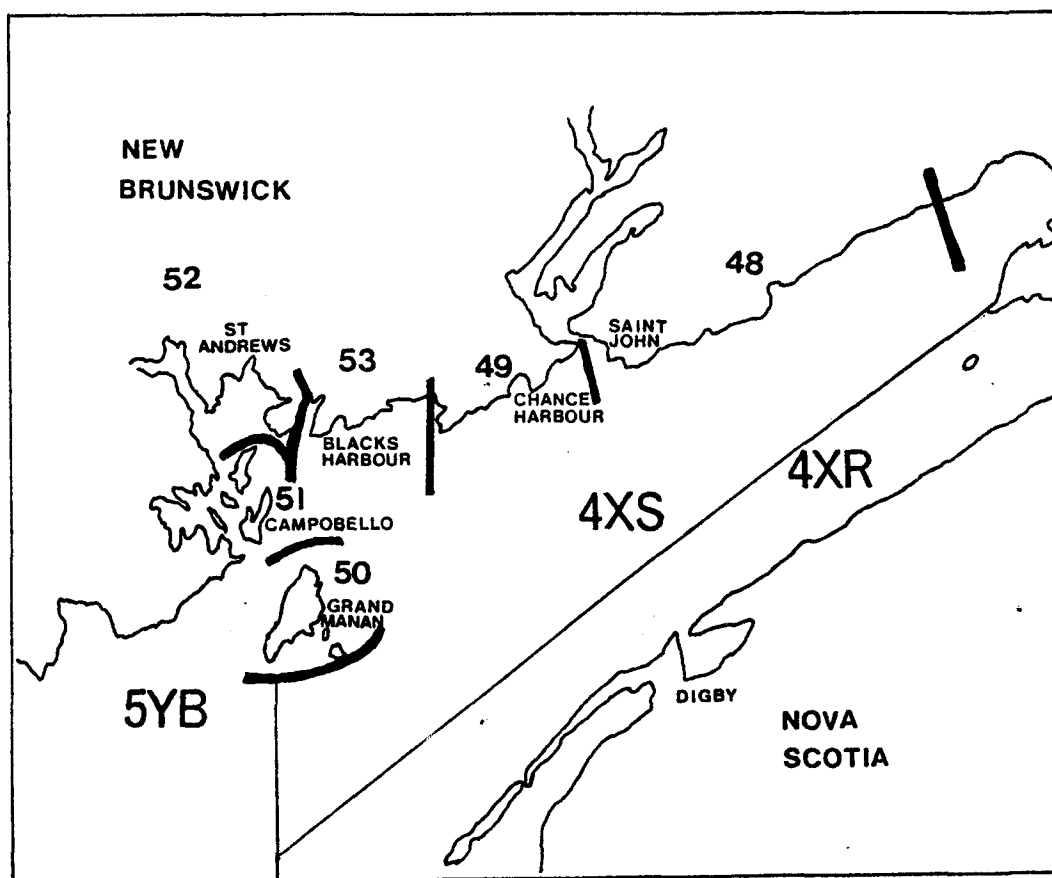 NEW
BRUNSWICK
52
48
ST
ANDREWS
53
49
SAINT
JOHN
CHANCE
HARBOUR
BLACKS
HARBOUR
4XR
51
4XS
CAMPOBELLO
50
GRAND
MANAN
5YB
DIGBY
NOVA
SCOTIA